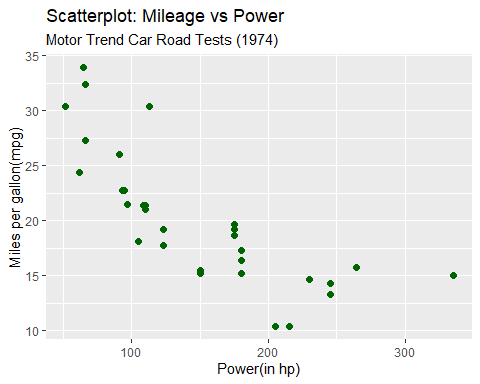 Scatterplot: Mileage vs Power
Motor Trend Car Road Tests (1974)
35
30
25
20
15
10
Miles per gallon(mpg)
100
200
300
Power(in hp)